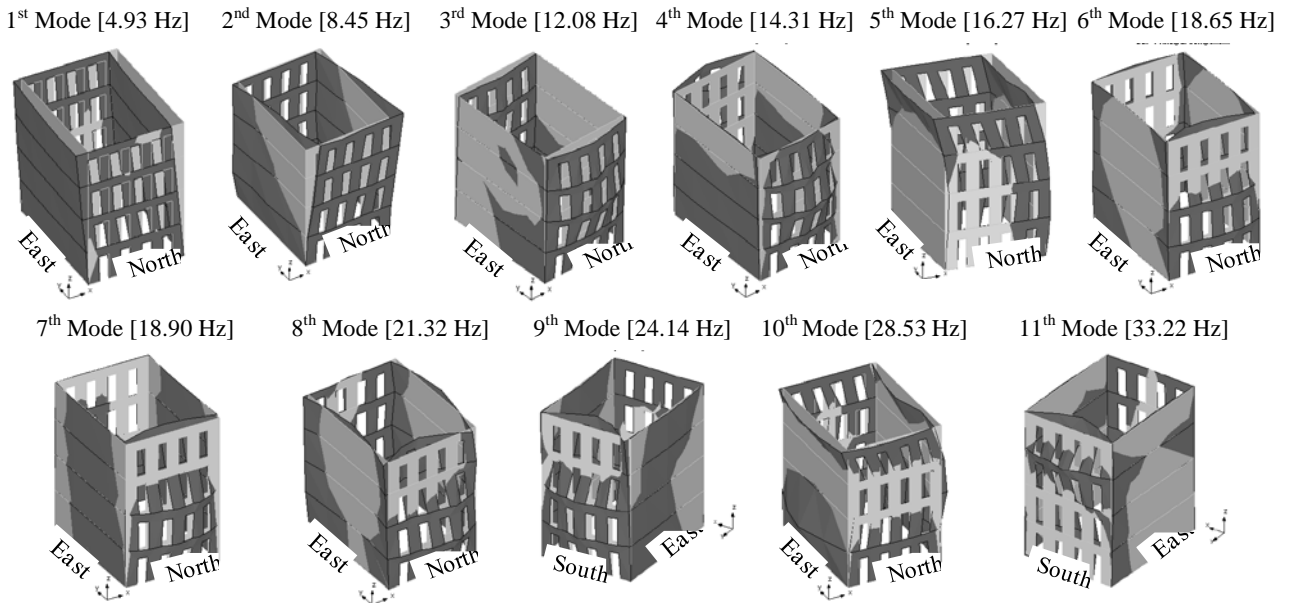 1st Mode [4.93 Hz]
2nd Mode [8.45 Hz]
3rd Mode [12.08 Hz]
4th Mode [14.31 Hz]
5th Mode [16.27 Hz]
6th Mode [18.65 Hz]
East
North
East
North
East
Nortl
East
Norl
East
North
East
North
7th Mode [18.90 Hz]
8th Mode [21.32 Hz]
9th Mode [24.14 Hz]
10th Mode [28.53 Hz]
11th Mode [33.22 Hz]
East
North
East
North
South
East
East
North
South
East